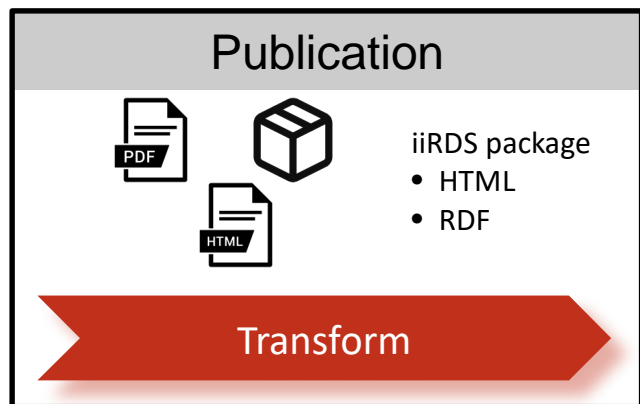 Publication
PDF
HTML
iiRDS package
• HTML
• RDF
Transform